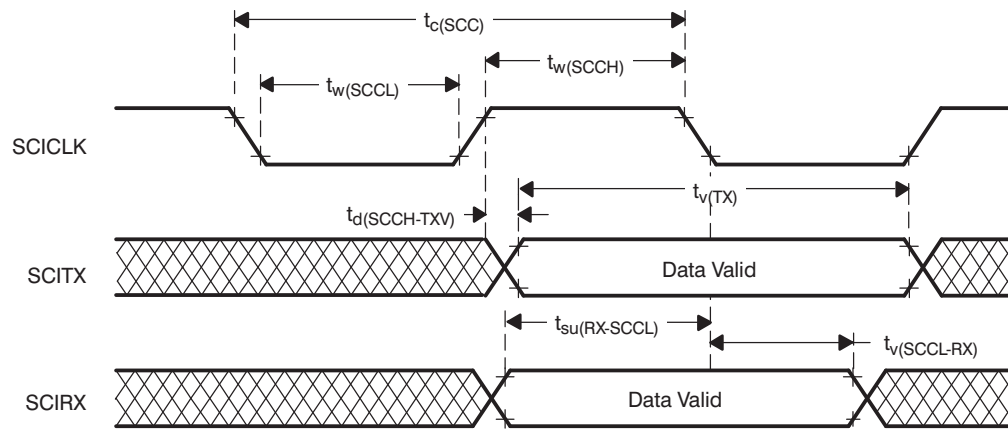 tc(SCC)
tw(SCCH)
tw(SCCL)
SCICLK
tv(TX)
td(SCCH-TXV)
SCITX
Data Valid
tsu(RX-SCCL)
tv(SCCL-RX)
SCIRX
Data Valid